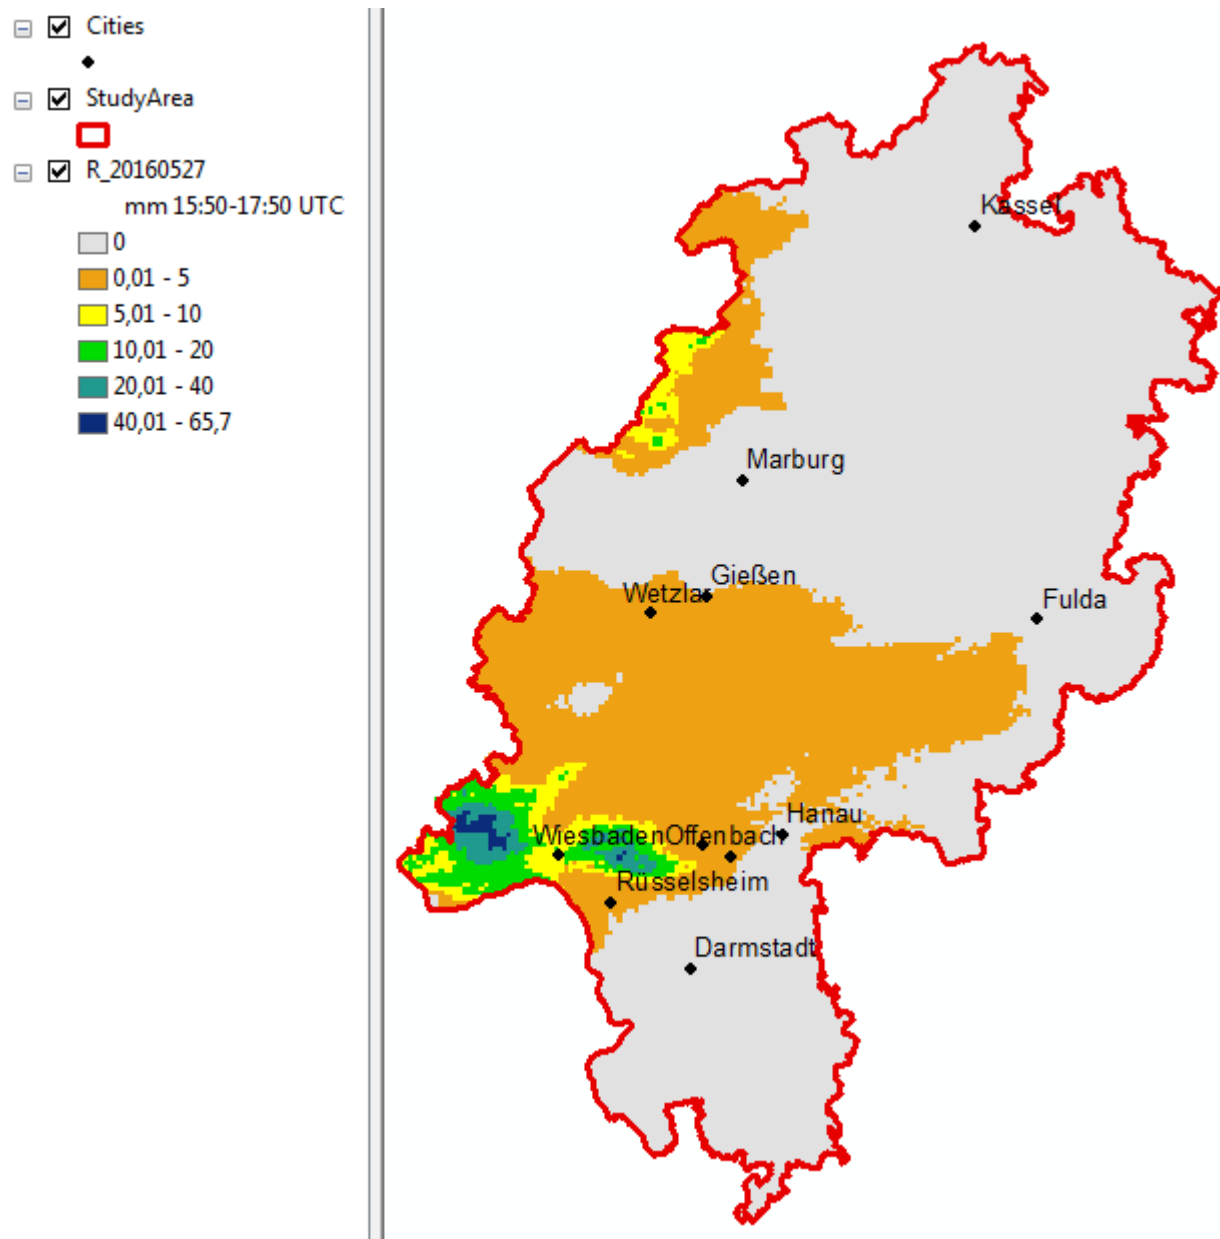 Cities
StudyArea
R_20160527
mm 15:50-17:50 UTC
0
0,01 - 5
5,01 - 10
10,01 - 20
20,01 - 40
40,01 - 65,7
Kassel
Marburg
Gießen
Wetzlar
Fulda
Hanau
Wiesbaden
Offenbach
Rüsselsheim
Darmstadt